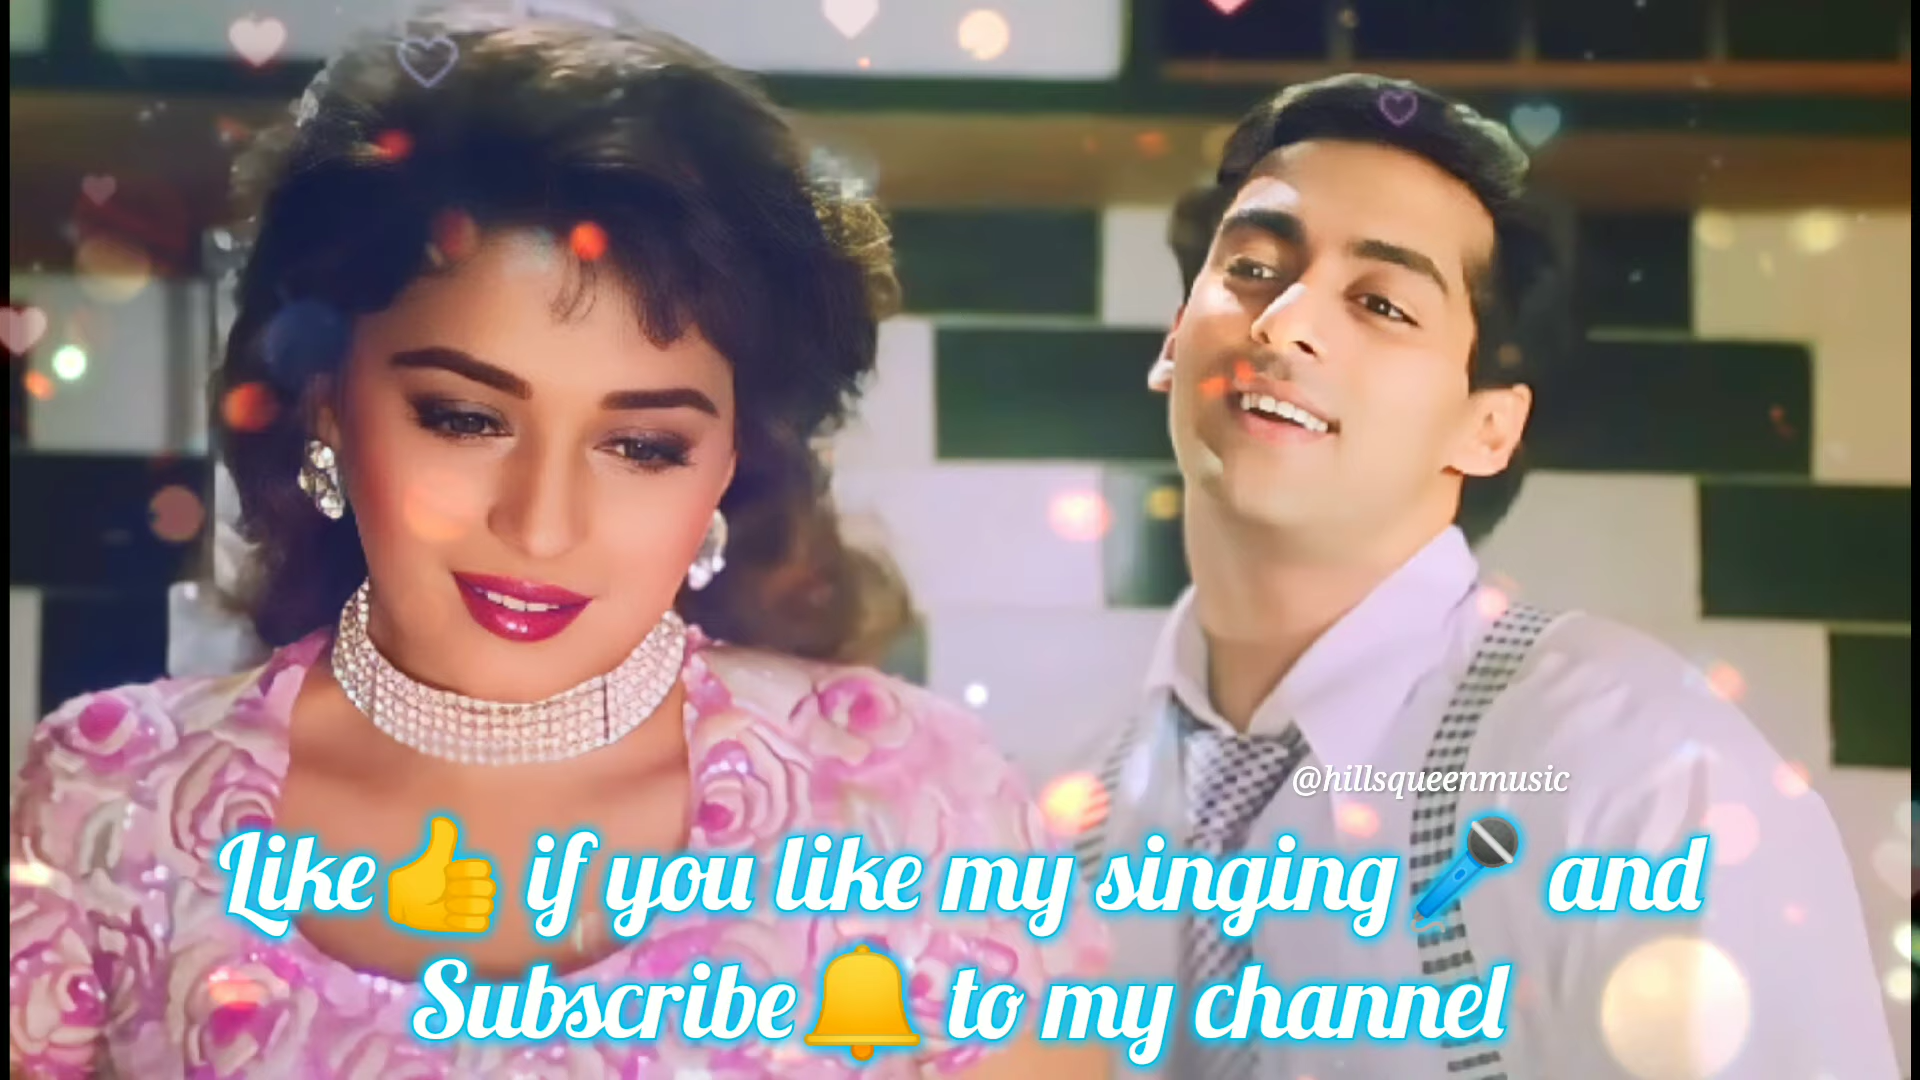 @hillsqueenmusic
Like👍 if you like my singing🎤 and
Subscribe🔔 to my channel